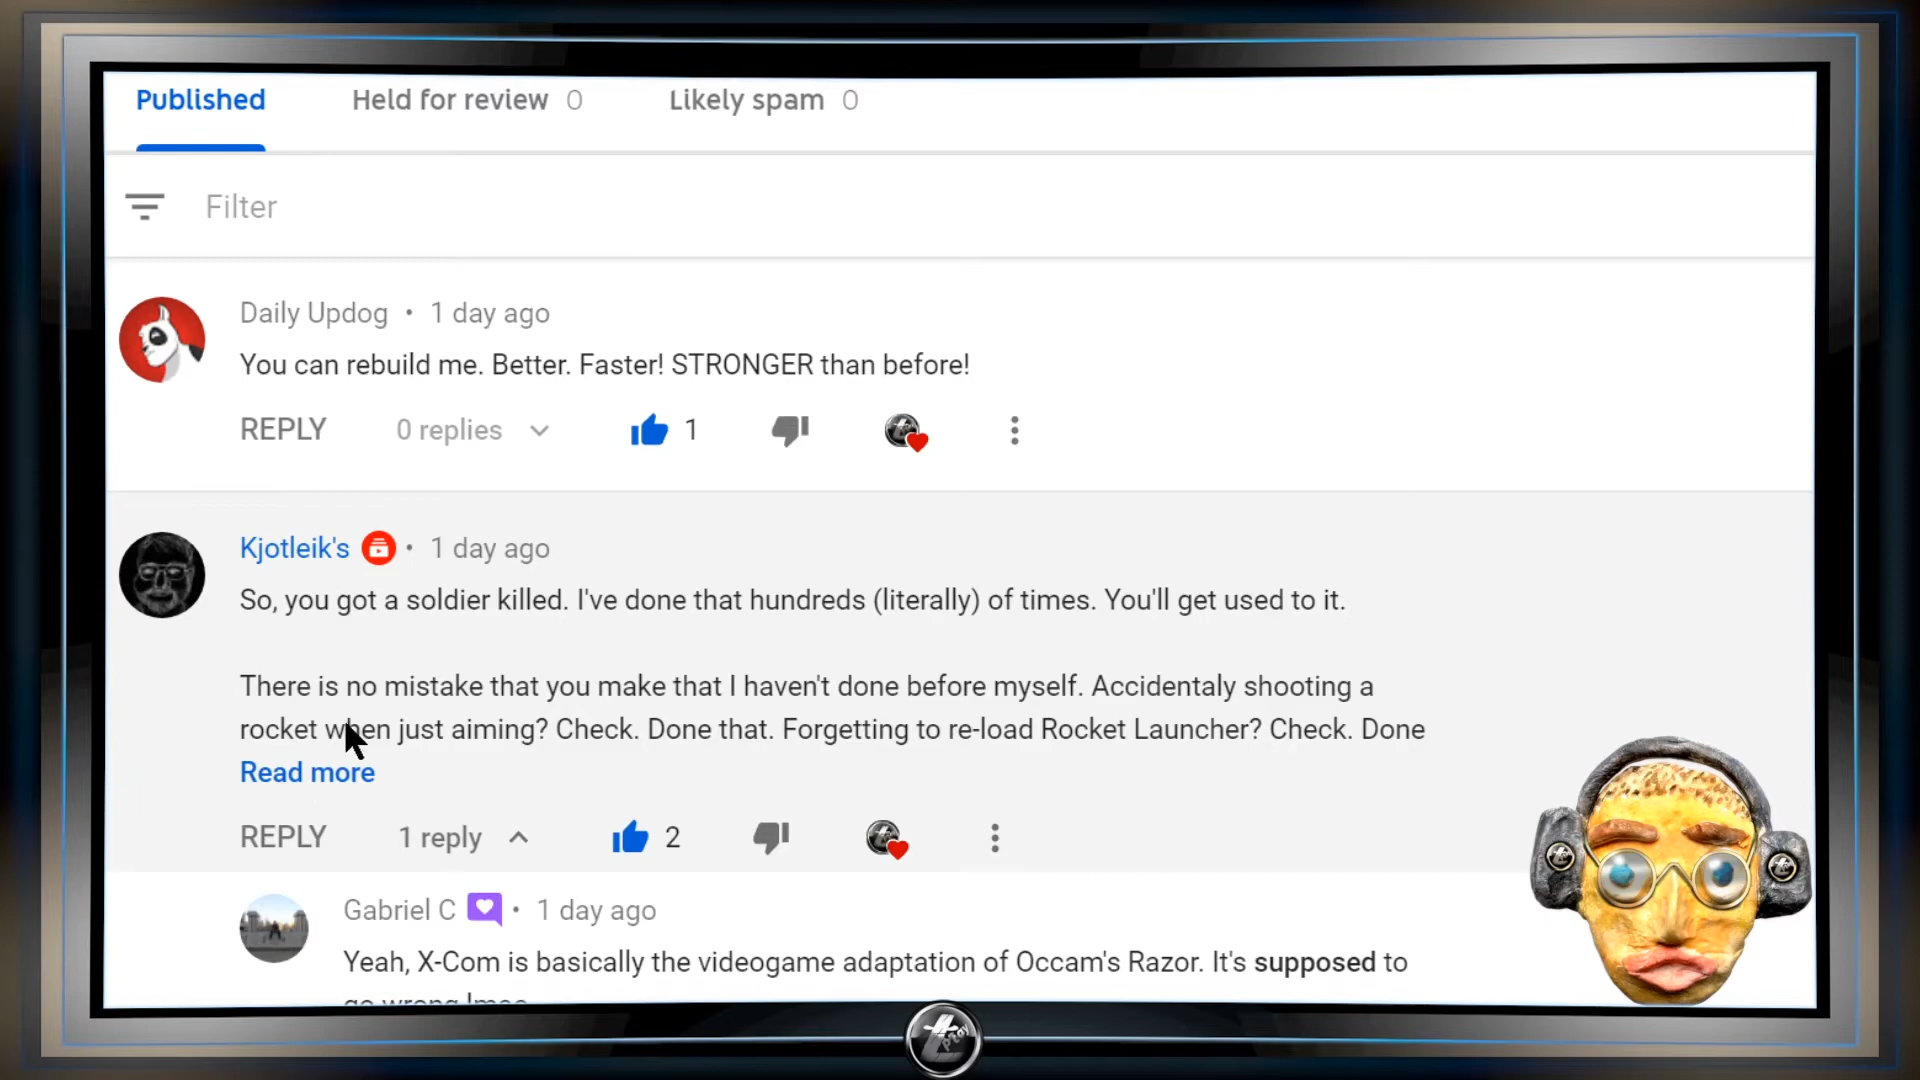 Published Held for review 0 Likely spam 0
Filter
Daily Updog • 1 day ago
You can rebuild me. Better. Faster! STRONGER than before!
REPLY 0 replies 1
Kjotleik's • 1 day ago
So, you got a soldier killed. I've done that hundreds (literally) of times. You'll get used to it.
There is no mistake that you make that I haven't done before myself. Accidentaly shooting a
rocket when just aiming? Check. Done that. Forgetting to re-load Rocket Launcher? Check. Done
Read more
REPLY 1 reply 2
Gabriel C • 1 day ago
Yeah, X-Com is basically the videogame adaptation of Occam's Razor. It's supposed to
go wrong lmao